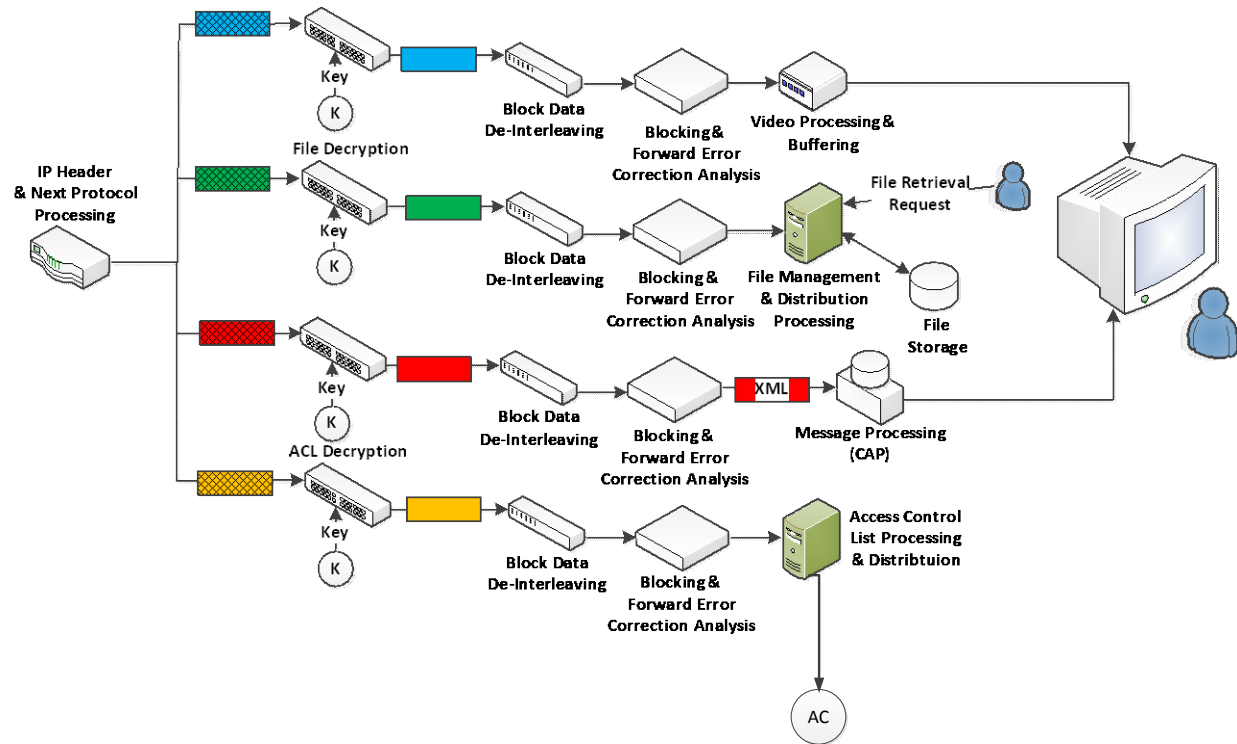 Key
K
Block Data
De-Interleaving
Blocking &
Forward Error
Correction Analysis
Video Processing &
Buffering
IP Header
& Next Protocol
Processing
File Decryption
Key
K
Block Data
De-Interleaving
Blocking &
Forward Error
Correction Analysis
File Management
& Distribution
Processing
File Retrieval
Request
File
Storage
Key
K
Block Data
De-Interleaving
Blocking &
Forward Error
Correction Analysis
XML
Message Processing
(CAP)
ACL Decryption
Key
K
Block Data
De-Interleaving
Blocking &
Forward Error
Correction Analysis
Access Control
List Processing
& Distribtuion
AC